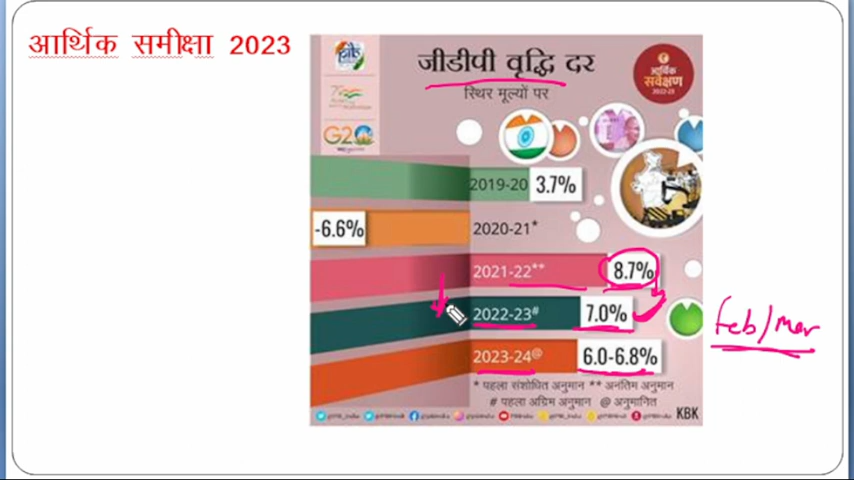 आर्थिक समीक्षा 2023
जीडीपी वृद्धि दर
स्थिर मूल्यों पर
आर्थिक
सर्वेक्षण
2022-23
G20
2019-20 3.7%
-6.6% 2020-21*
2021-22** 8.7%
2022-23# 7.0%
2023-24@ 6.0-6.8%
Feb/Mar
* पहला संशोधित अनुमान ** अनंतिम अनुमान
# पहला अग्रिम अनुमान @ अनुमानित
KBK